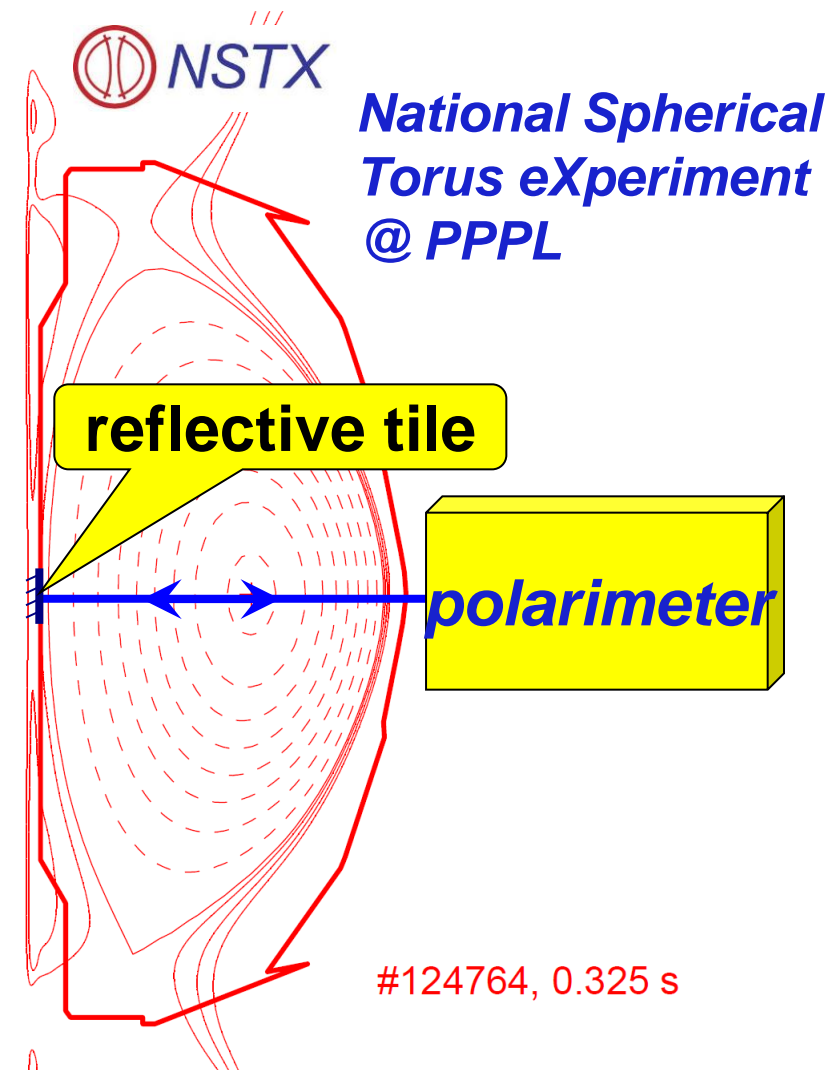 NSTX
National Spherical
Torus eXperiment
@ PPPL
reflective tile
polarimeter
#124764, 0.325 s